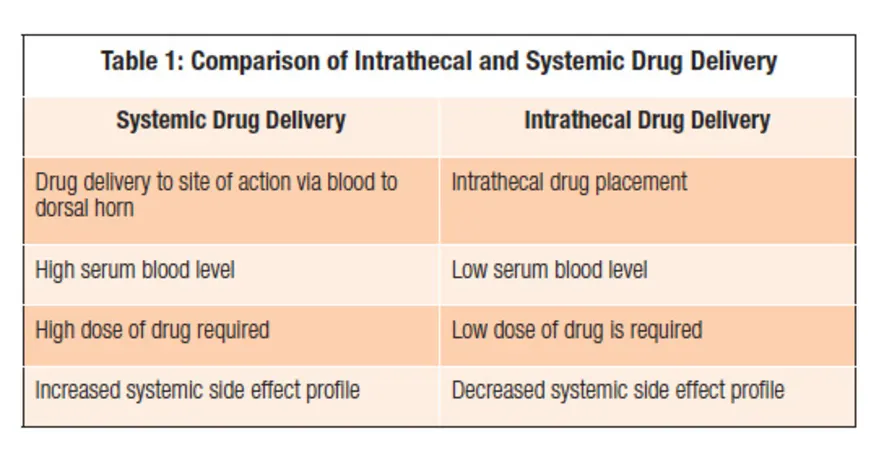 Table 1: Comparison of Intrathecal and Systemic Drug Delivery
Systemic Drug Delivery
Intrathecal Drug Delivery
Drug delivery to site of action via blood to
dorsal horn
Intrathecal drug placement
High serum blood level
Low serum blood level
High dose of drug required
Low dose of drug is required
Increased systemic side effect profile
Decreased systemic side effect profile